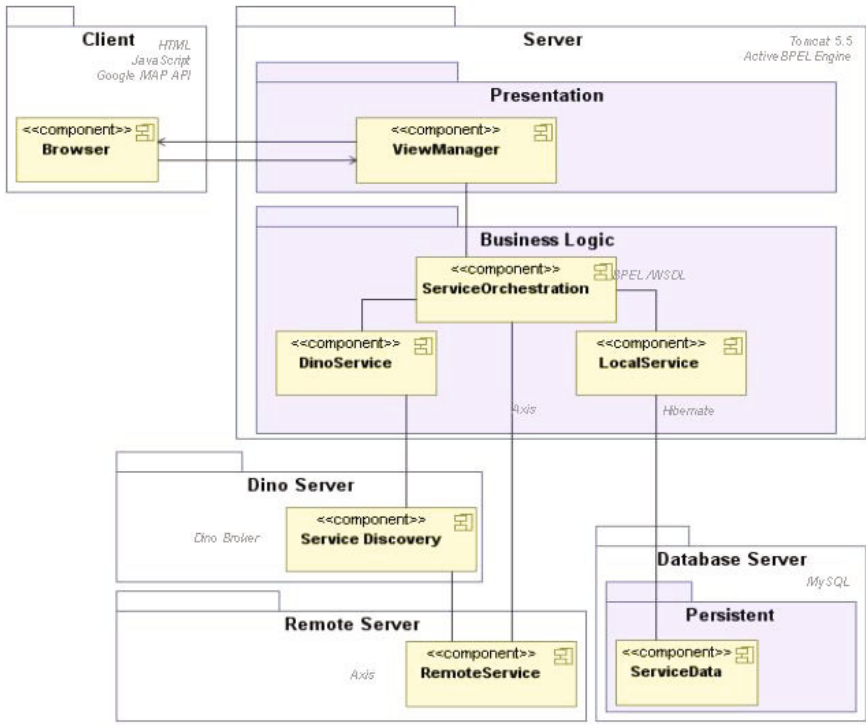 Client
HTML
JavaScript
Google MAP API
<<component>>
Browser
Server
Tomcat 5.5
ActiveBPEL Engine
Presentation
<<component>>
ViewManager
Business Logic
<<component>>
ServiceOrchestration
BPEL/WSDL
<<component>>
DinoService
<<component>>
LocalService
Axis
Hibernate
Dino Server
Dino Broker
<<component>>
Service Discovery
Remote Server
Axis
<<component>>
RemoteService
Database Server
MySQL
Persistent
<<component>>
ServiceData